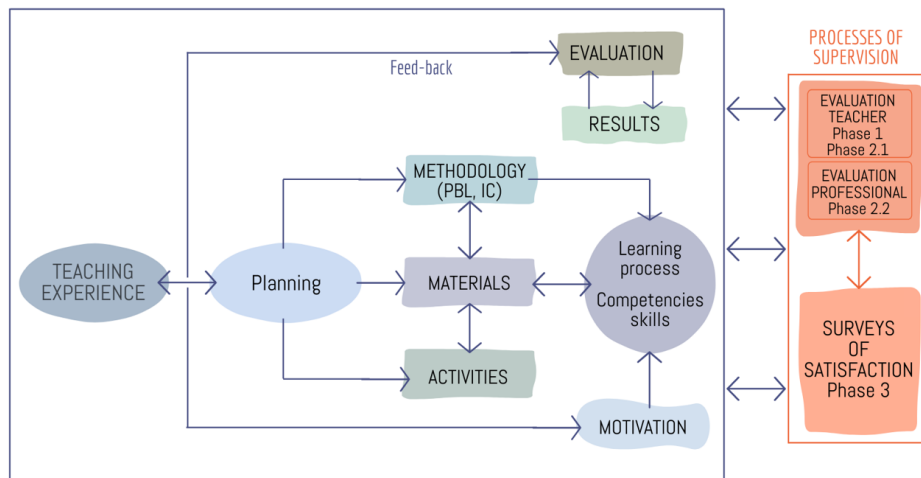 PROCESSES OF
SUPERVISION
EVALUATION
Feed-back
RESULTS
EVALUATION
TEACHER
Phase 1
Phase 2.1
EVALUATION
PROFESSIONAL
Phase 2.2
METHODOLOGY
(PBL, IC)
TEACHING
EXPERIENCE
Planning
MATERIALS
Learning
process
Competencies
skills
ACTIVITIES
MOTIVATION
SURVEYS
OF
SATISFACTION
Phase 3